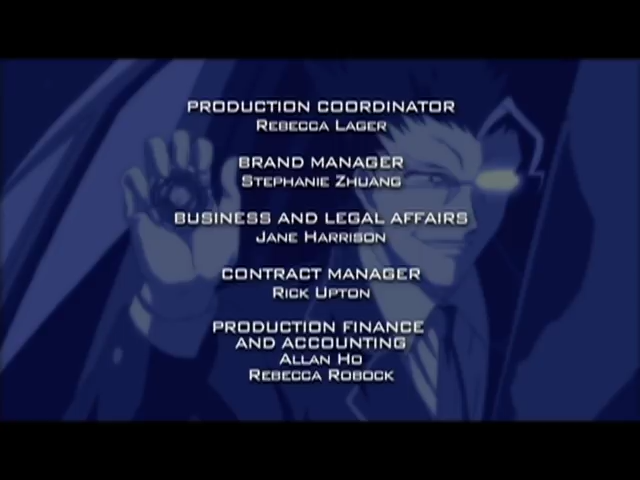 PRODUCTION COORDINATOR
REBECCA LAGER
BRAND MANAGER
STEPHANIE ZHUANG
BUSINESS AND LEGAL AFFAIRS
JANE HARRISON
CONTRACT MANAGER
RICK UPTON
PRODUCTION FINANCE
AND ACCOUNTING
ALLAN HO
REBECCA ROBOCK